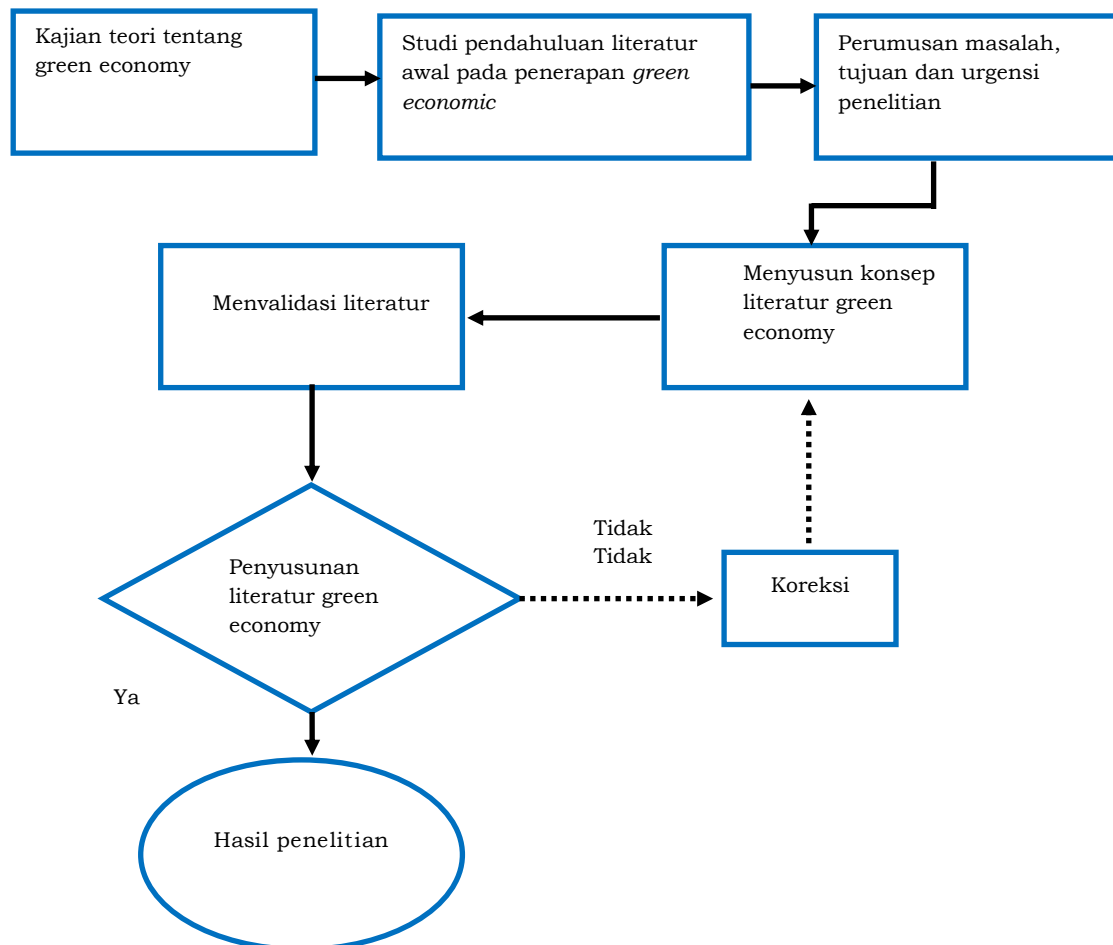 Kajian teori tentang
green economy
Studi pendahuluan literatur
awal pada penerapan green
economic
Perumusan masalah,
tujuan dan urgensi
penelitian
Menyusun konsep
literatur green
economy
Menvalidasi literatur
Penyusunan
literatur green
economy
Tidak
Tidak
Koreksi
Ya
Hasil penelitian